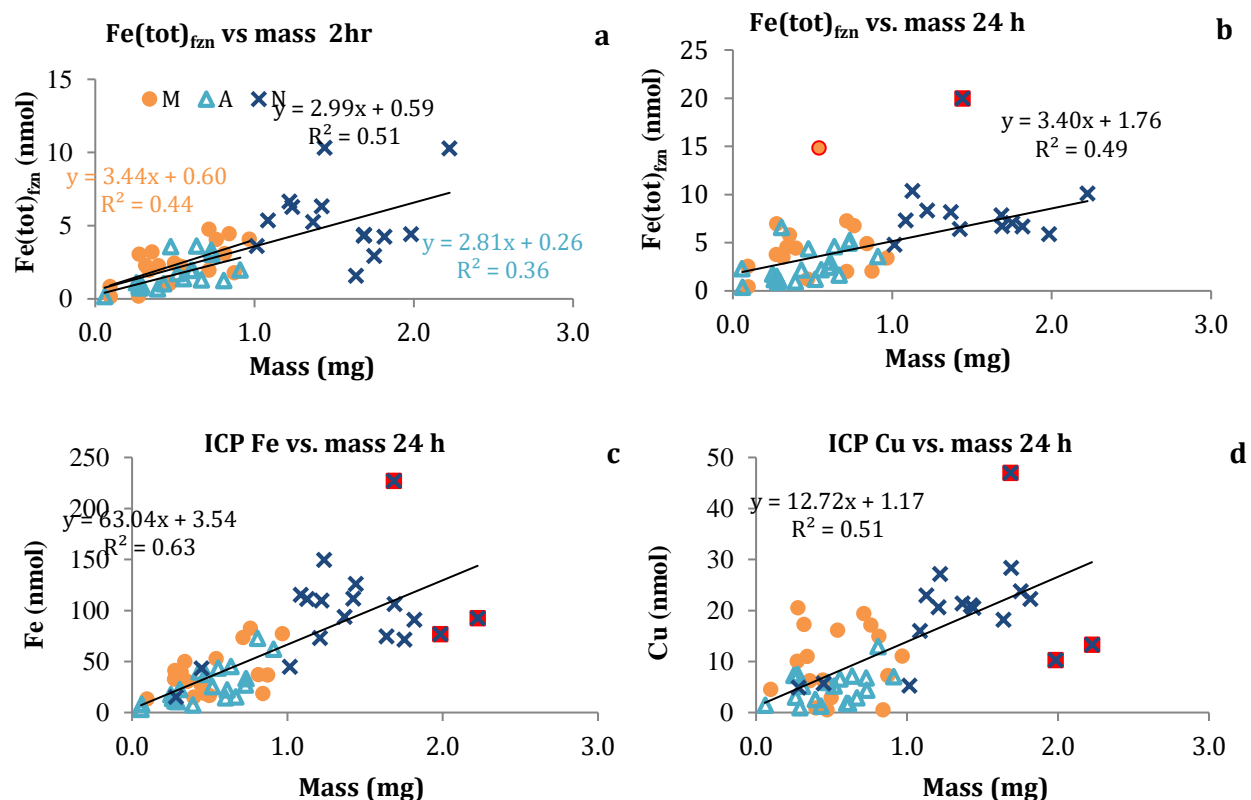 Fe(tot)fzn vs mass 2hr
a
15
10
5
0
Fe(tot)fzn (nmol)
M A N
y = 2.99x + 0.59
R² = 0.51
y = 3.44x + 0.60
R² = 0.44
y = 2.81x + 0.26
R² = 0.36
0.0 1.0 2.0 3.0
Mass (mg)
Fe(tot)fzn vs. mass 24 h
b
25
20
15
10
5
0
Fe(tot)fzn (nmol)
y = 3.40x + 1.76
R² = 0.49
0.0 1.0 2.0 3.0
Mass (mg)
ICP Fe vs. mass 24 h
c
250
200
150
100
50
0
Fe (nmol)
y = 63.04x + 3.54
R² = 0.63
0.0 1.0 2.0 3.0
Mass (mg)
ICP Cu vs. mass 24 h
d
50
40
30
20
10
0
Cu (nmol)
y = 12.72x + 1.17
R² = 0.51
0.0 1.0 2.0 3.0
Mass (mg)